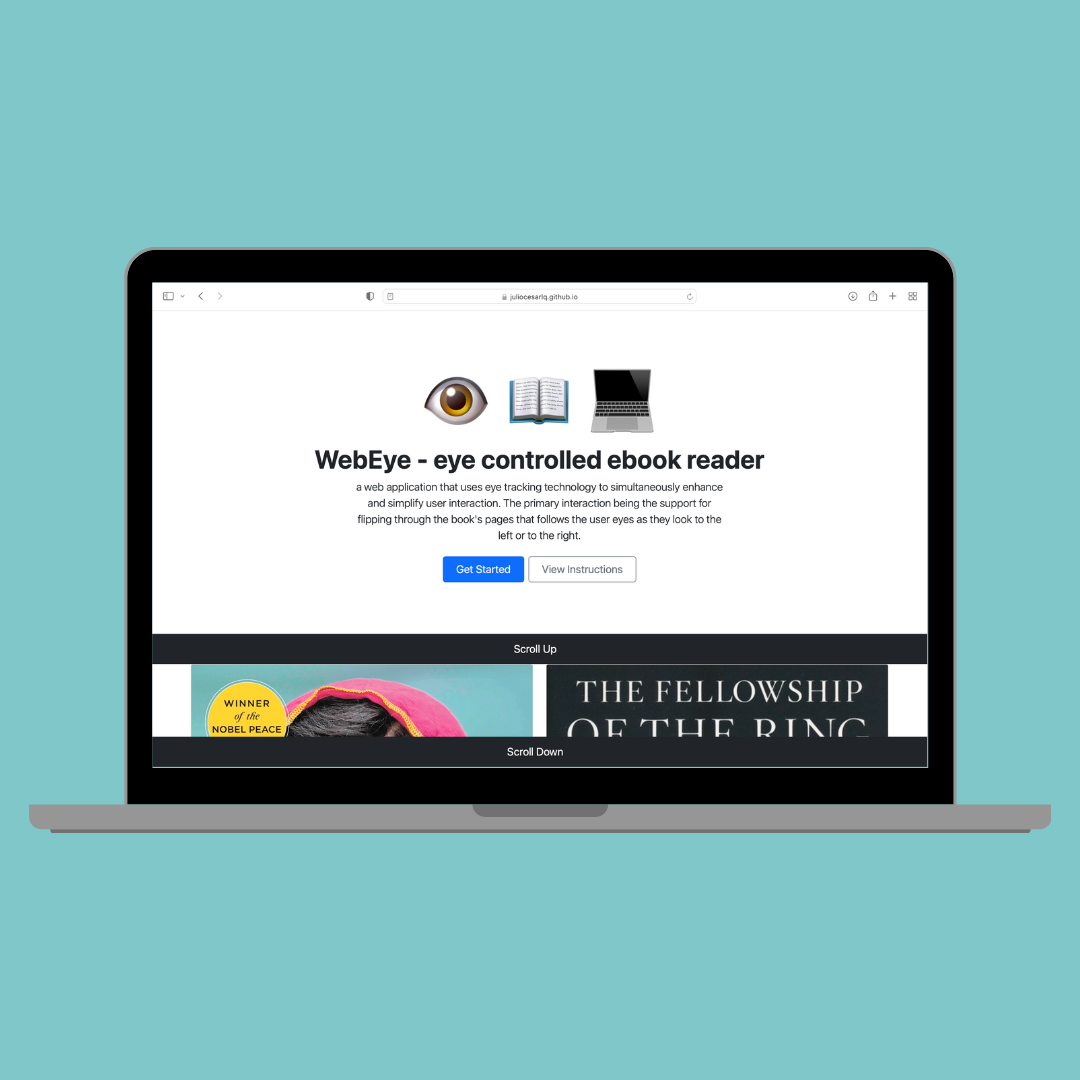 juliocesarlq.github.io
WebEye - eye controlled ebook reader
a web application that uses eye tracking technology to simultaneously enhance
and simplify user interaction. The primary interaction being the support for
flipping through the book's pages that follows the user eyes as they look to the
left or to the right.
Get Started
View Instructions
Scroll Up
WINNER
of the
NOBEL PEACE
THE FELLOWSHIP
OF THE RING
Scroll Down